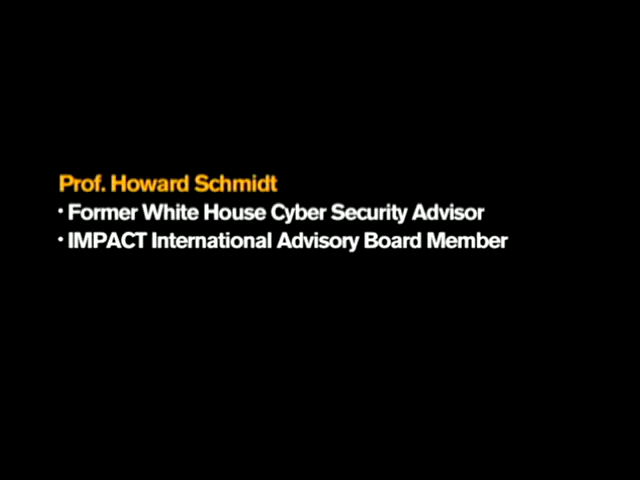 Prof. Howard Schmidt
• Former White House Cyber Security Advisor
• IMPACT International Advisory Board Member